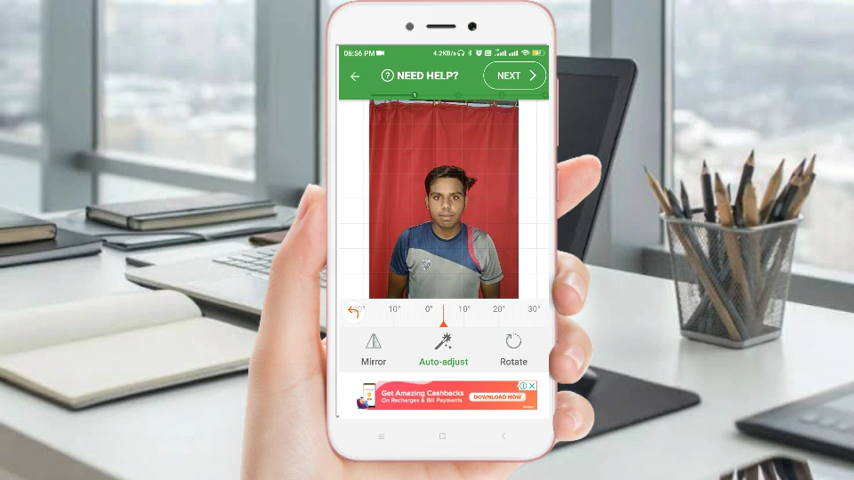 06:56 PM
4.2KB/s
NEED HELP?
NEXT
1
10° 0° 10° 20° 30°
Mirror Auto-adjust Rotate
Get Amazing Cashbacks
On Recharges & Bill Payments
DOWNLOAD NOW